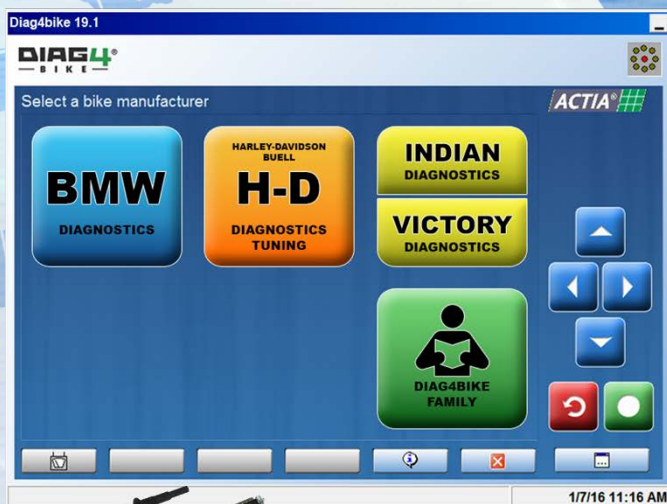 Diag4bike 19.1
DIAG4®
BIKE
Select a bike manufacturer
ACTIA®
BMW
DIAGNOSTICS
HARLEY-DAVIDSON
BUELL
H-D
DIAGNOSTICS
TUNING
INDIAN
DIAGNOSTICS
VICTORY
DIAGNOSTICS
DIAG4BIKE
FAMILY
1/7/16 11:16 AM